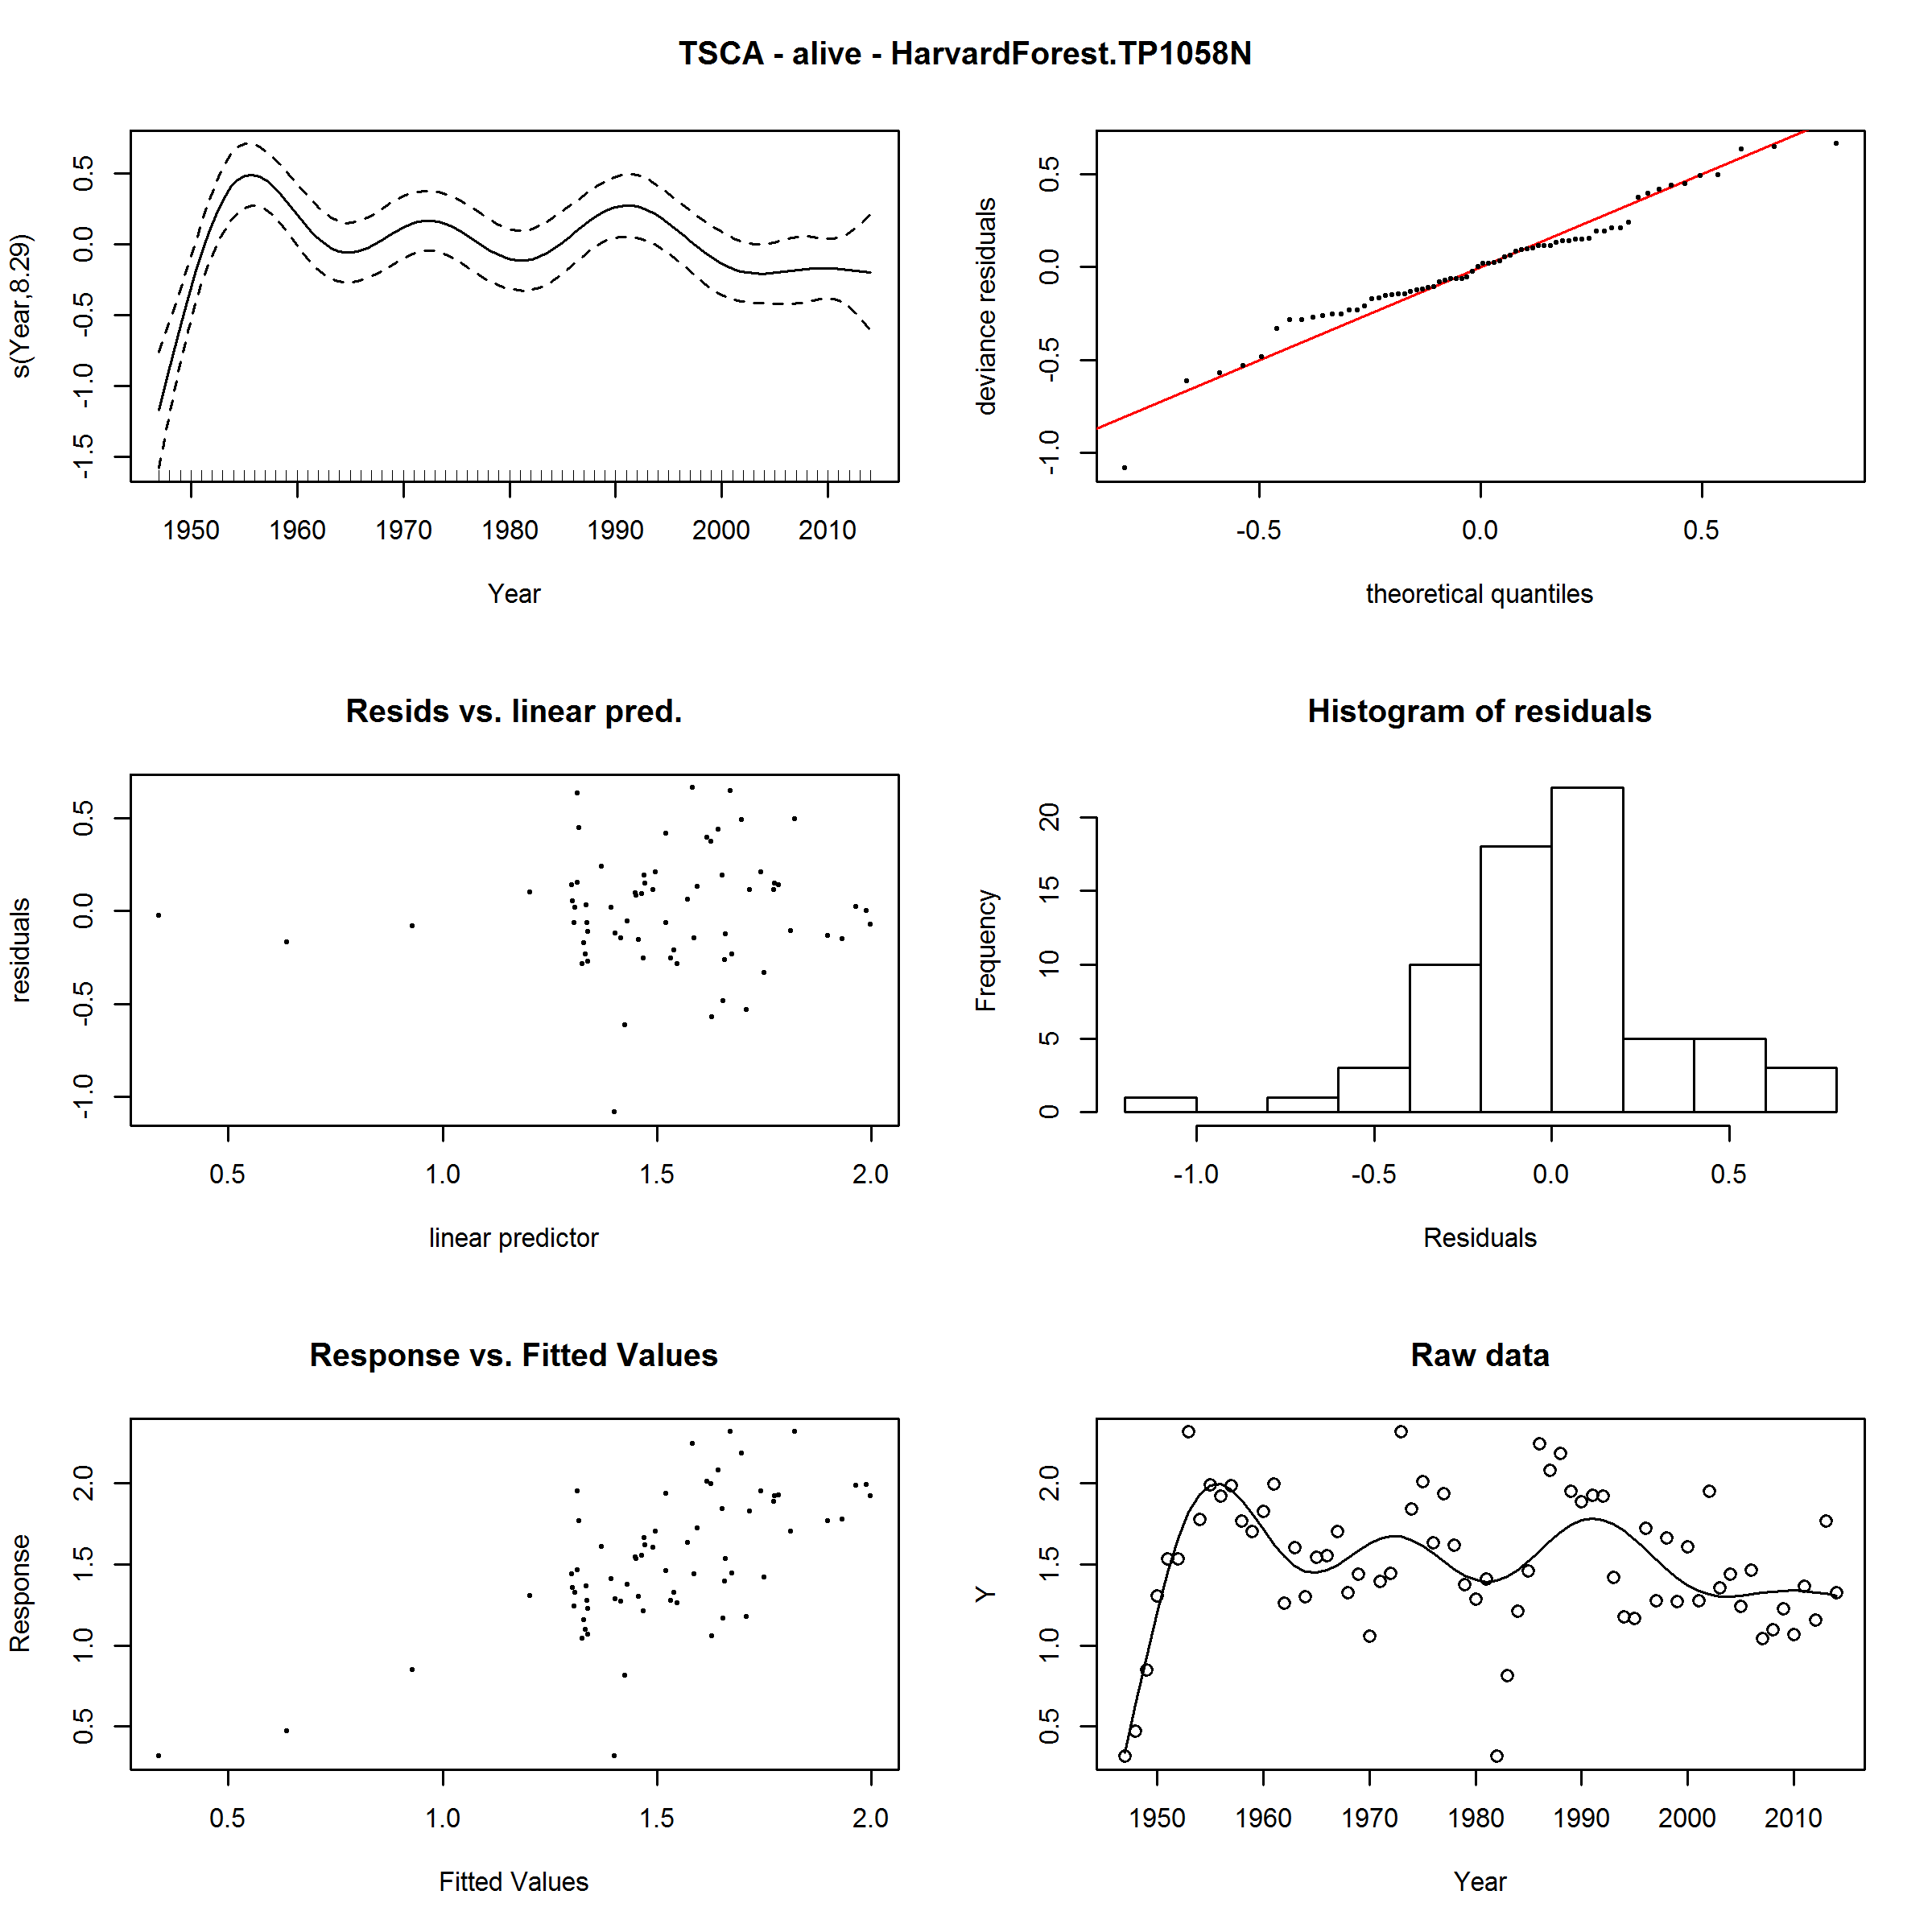 TSCA - alive - HarvardForest.TP1058N
s(Year,8.29)
0.5
0.0
-0.5
-1.0
-1.5
1950 1960 1970 1980 1990 2000 2010
Year
deviance residuals
0.5
0.0
-0.5
-1.0
-0.5 0.0 0.5
theoretical quantiles
Resids vs. linear pred.
residuals
0.5
0.0
-0.5
-1.0
0.5 1.0 1.5 2.0
linear predictor
Histogram of residuals
Frequency
20
15
10
5
0
-1.0 -0.5 0.0 0.5
Residuals
Response vs. Fitted Values
Response
2.0
1.5
1.0
0.5
0.5 1.0 1.5 2.0
Fitted Values
Raw data
Y
2.0
1.5
1.0
0.5
1950 1960 1970 1980 1990 2000 2010
Year